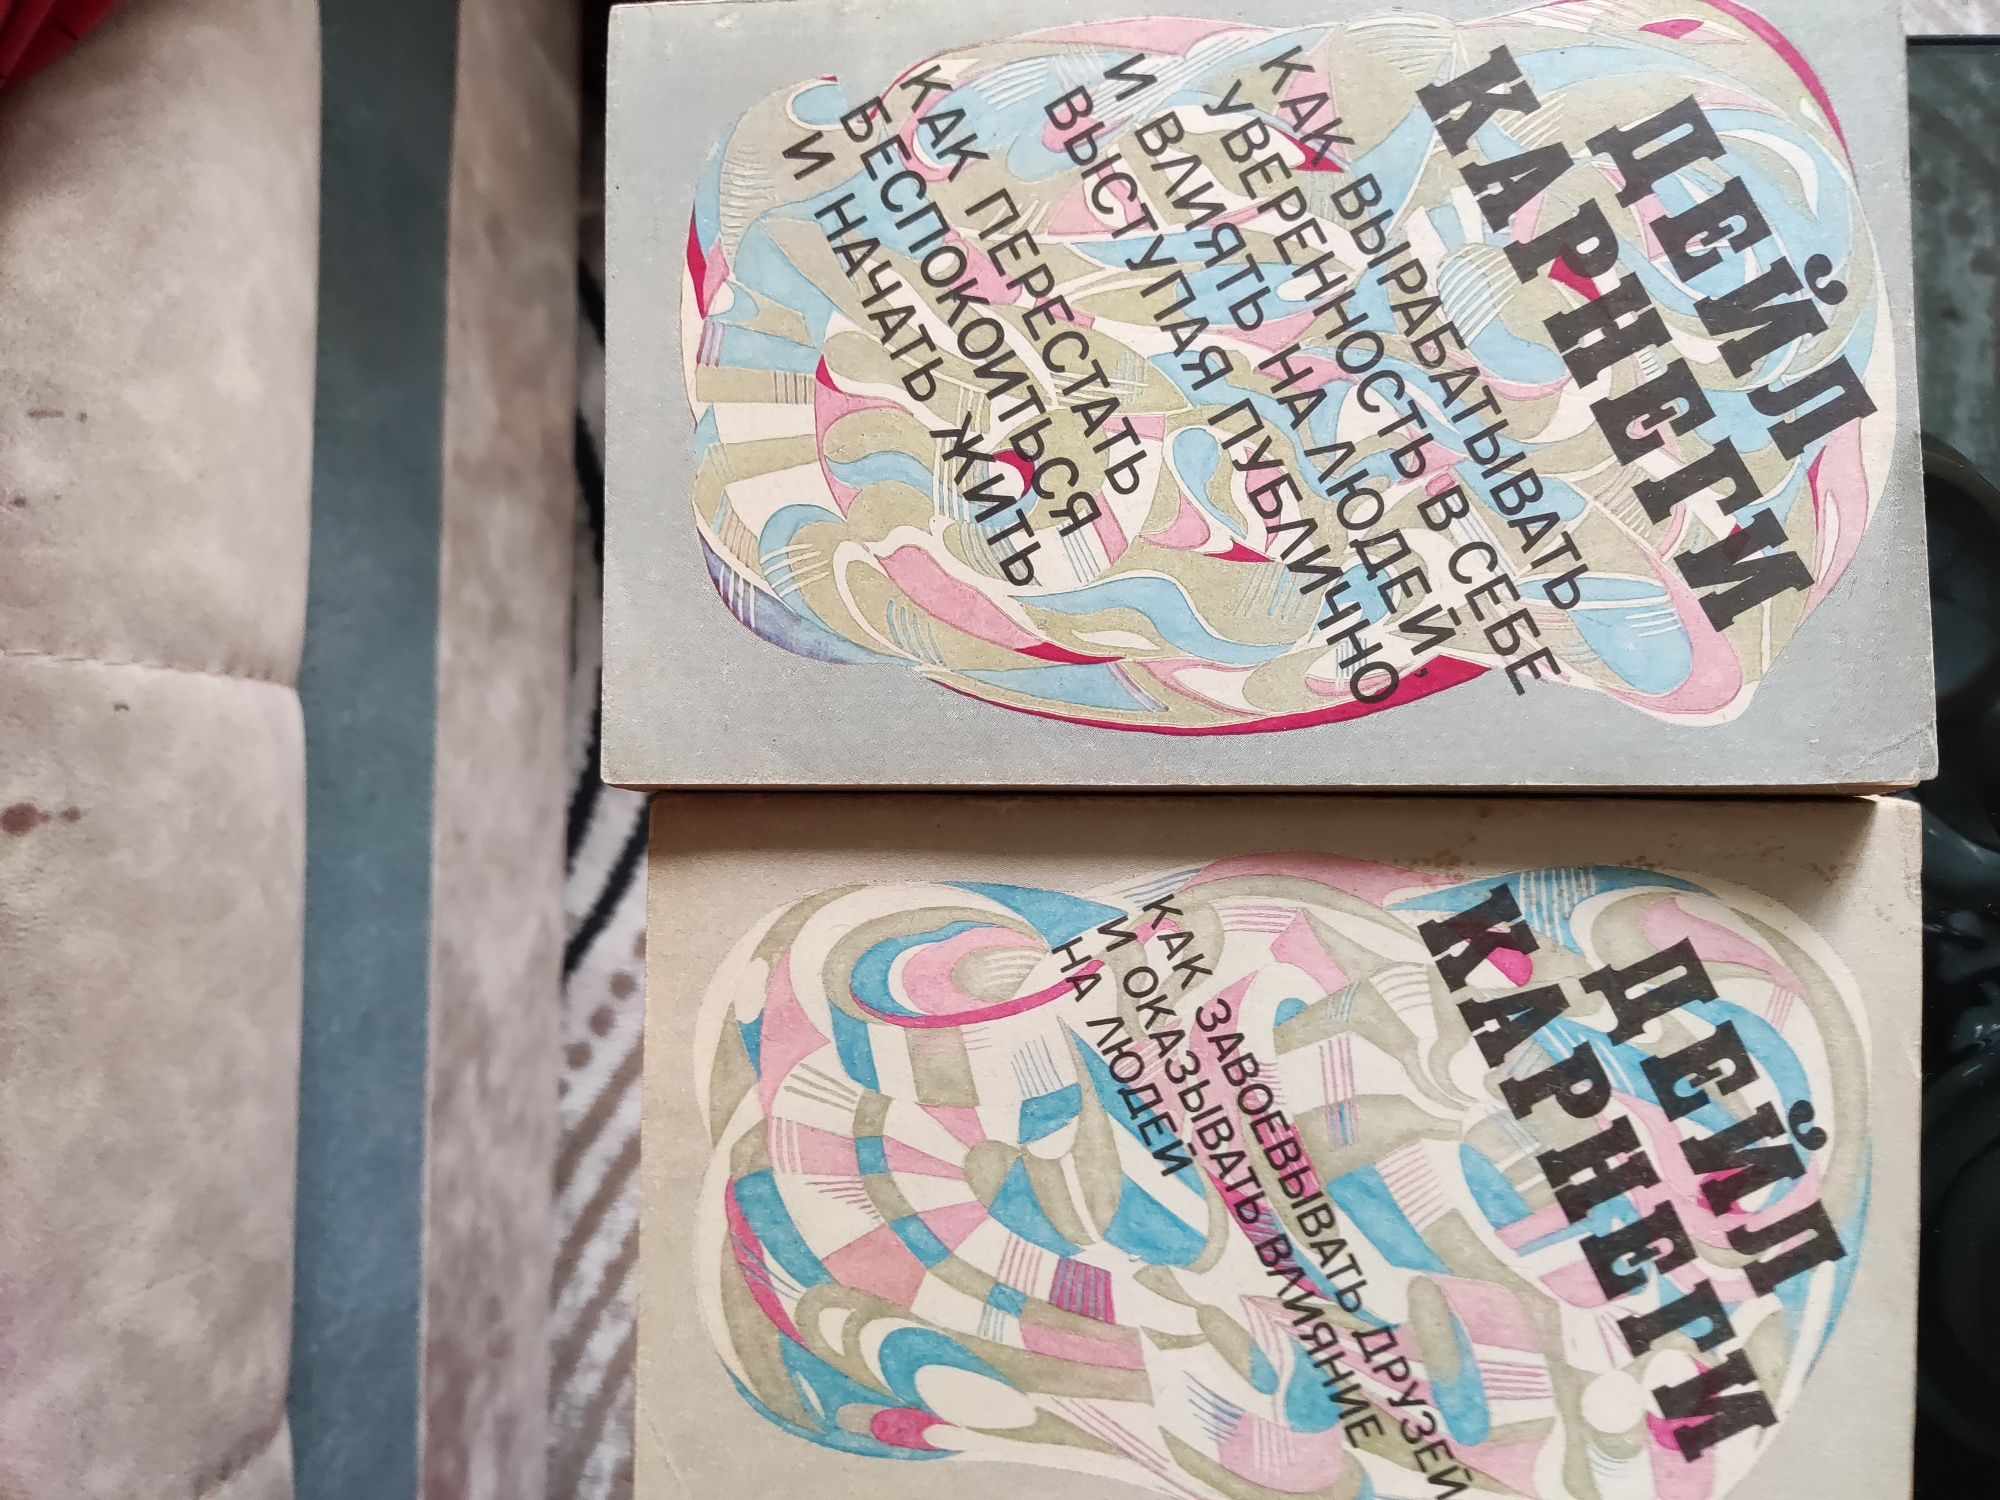 ДЕЙЛ
КАРНЕГИ
КАК ВЫРАБАТЫВАТЬ
УВЕРЕННОСТЬ В СЕБЕ
И ВЛИЯТЬ НА ЛЮДЕЙ,
ВЫСТУПАЯ ПУБЛИЧНО
КАК ПЕРЕСТАТЬ
БЕСПОКОИТЬСЯ
И НАЧАТЬ ЖИТЬ
ДЕЙЛ
КАРНЕГИ
КАК ЗАВОЕВЫВАТЬ ДРУЗЕЙ
И ОКАЗЫВАТЬ ВЛИЯНИЕ
НА ЛЮДЕЙ